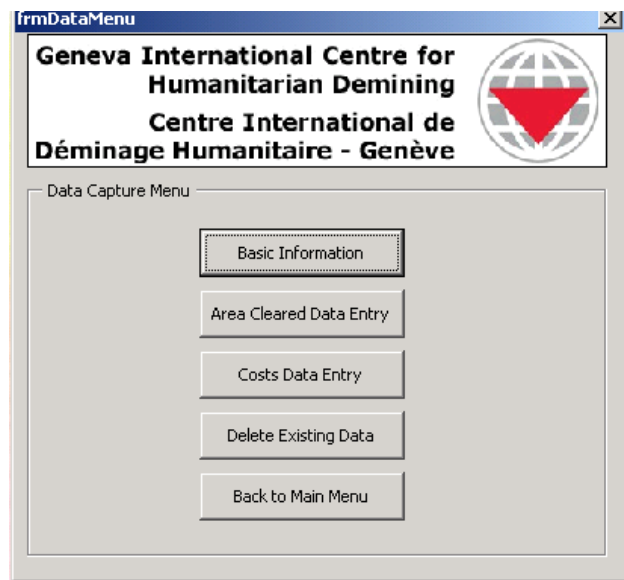 frmDataMenu
Geneva International Centre for
Humanitarian Demining
Centre International de
Déminage Humanitaire - Genève
Data Capture Menu
Basic Information
Area Cleared Data Entry
Costs Data Entry
Delete Existing Data
Back to Main Menu